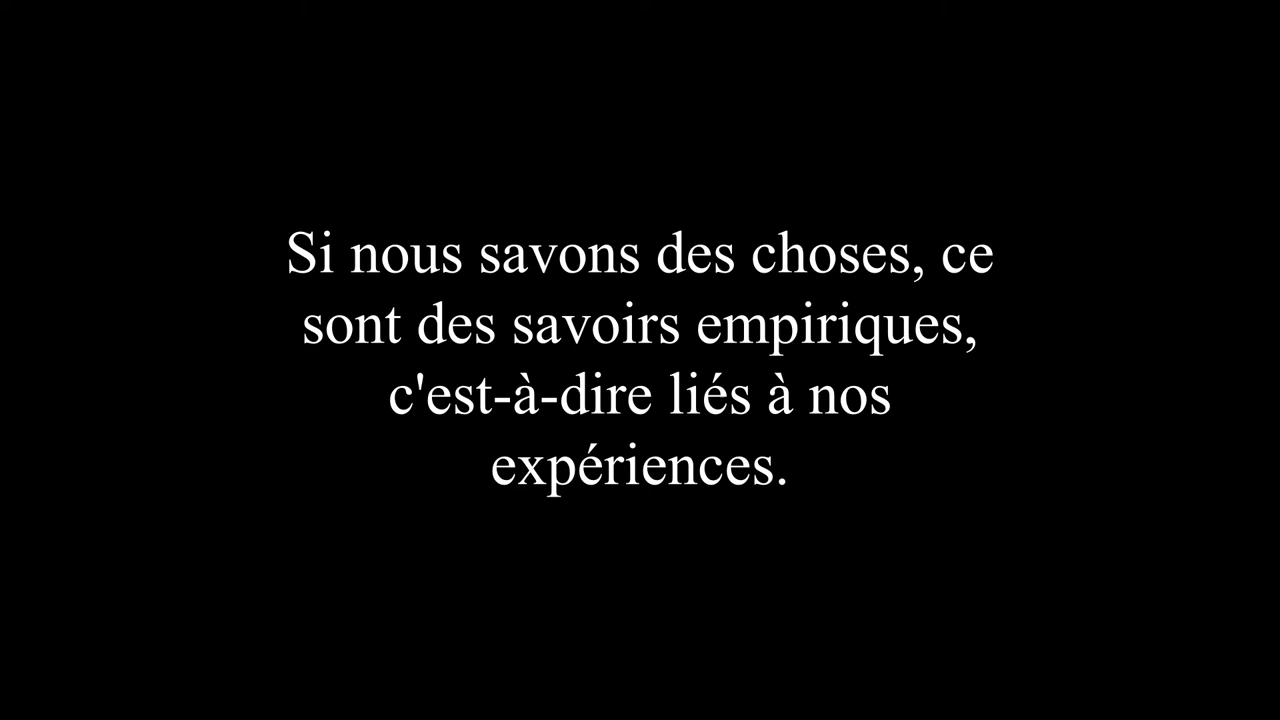 Si nous savons des choses, ce
sont des savoirs empiriques,
c'est-à-dire liés à nos
expériences.